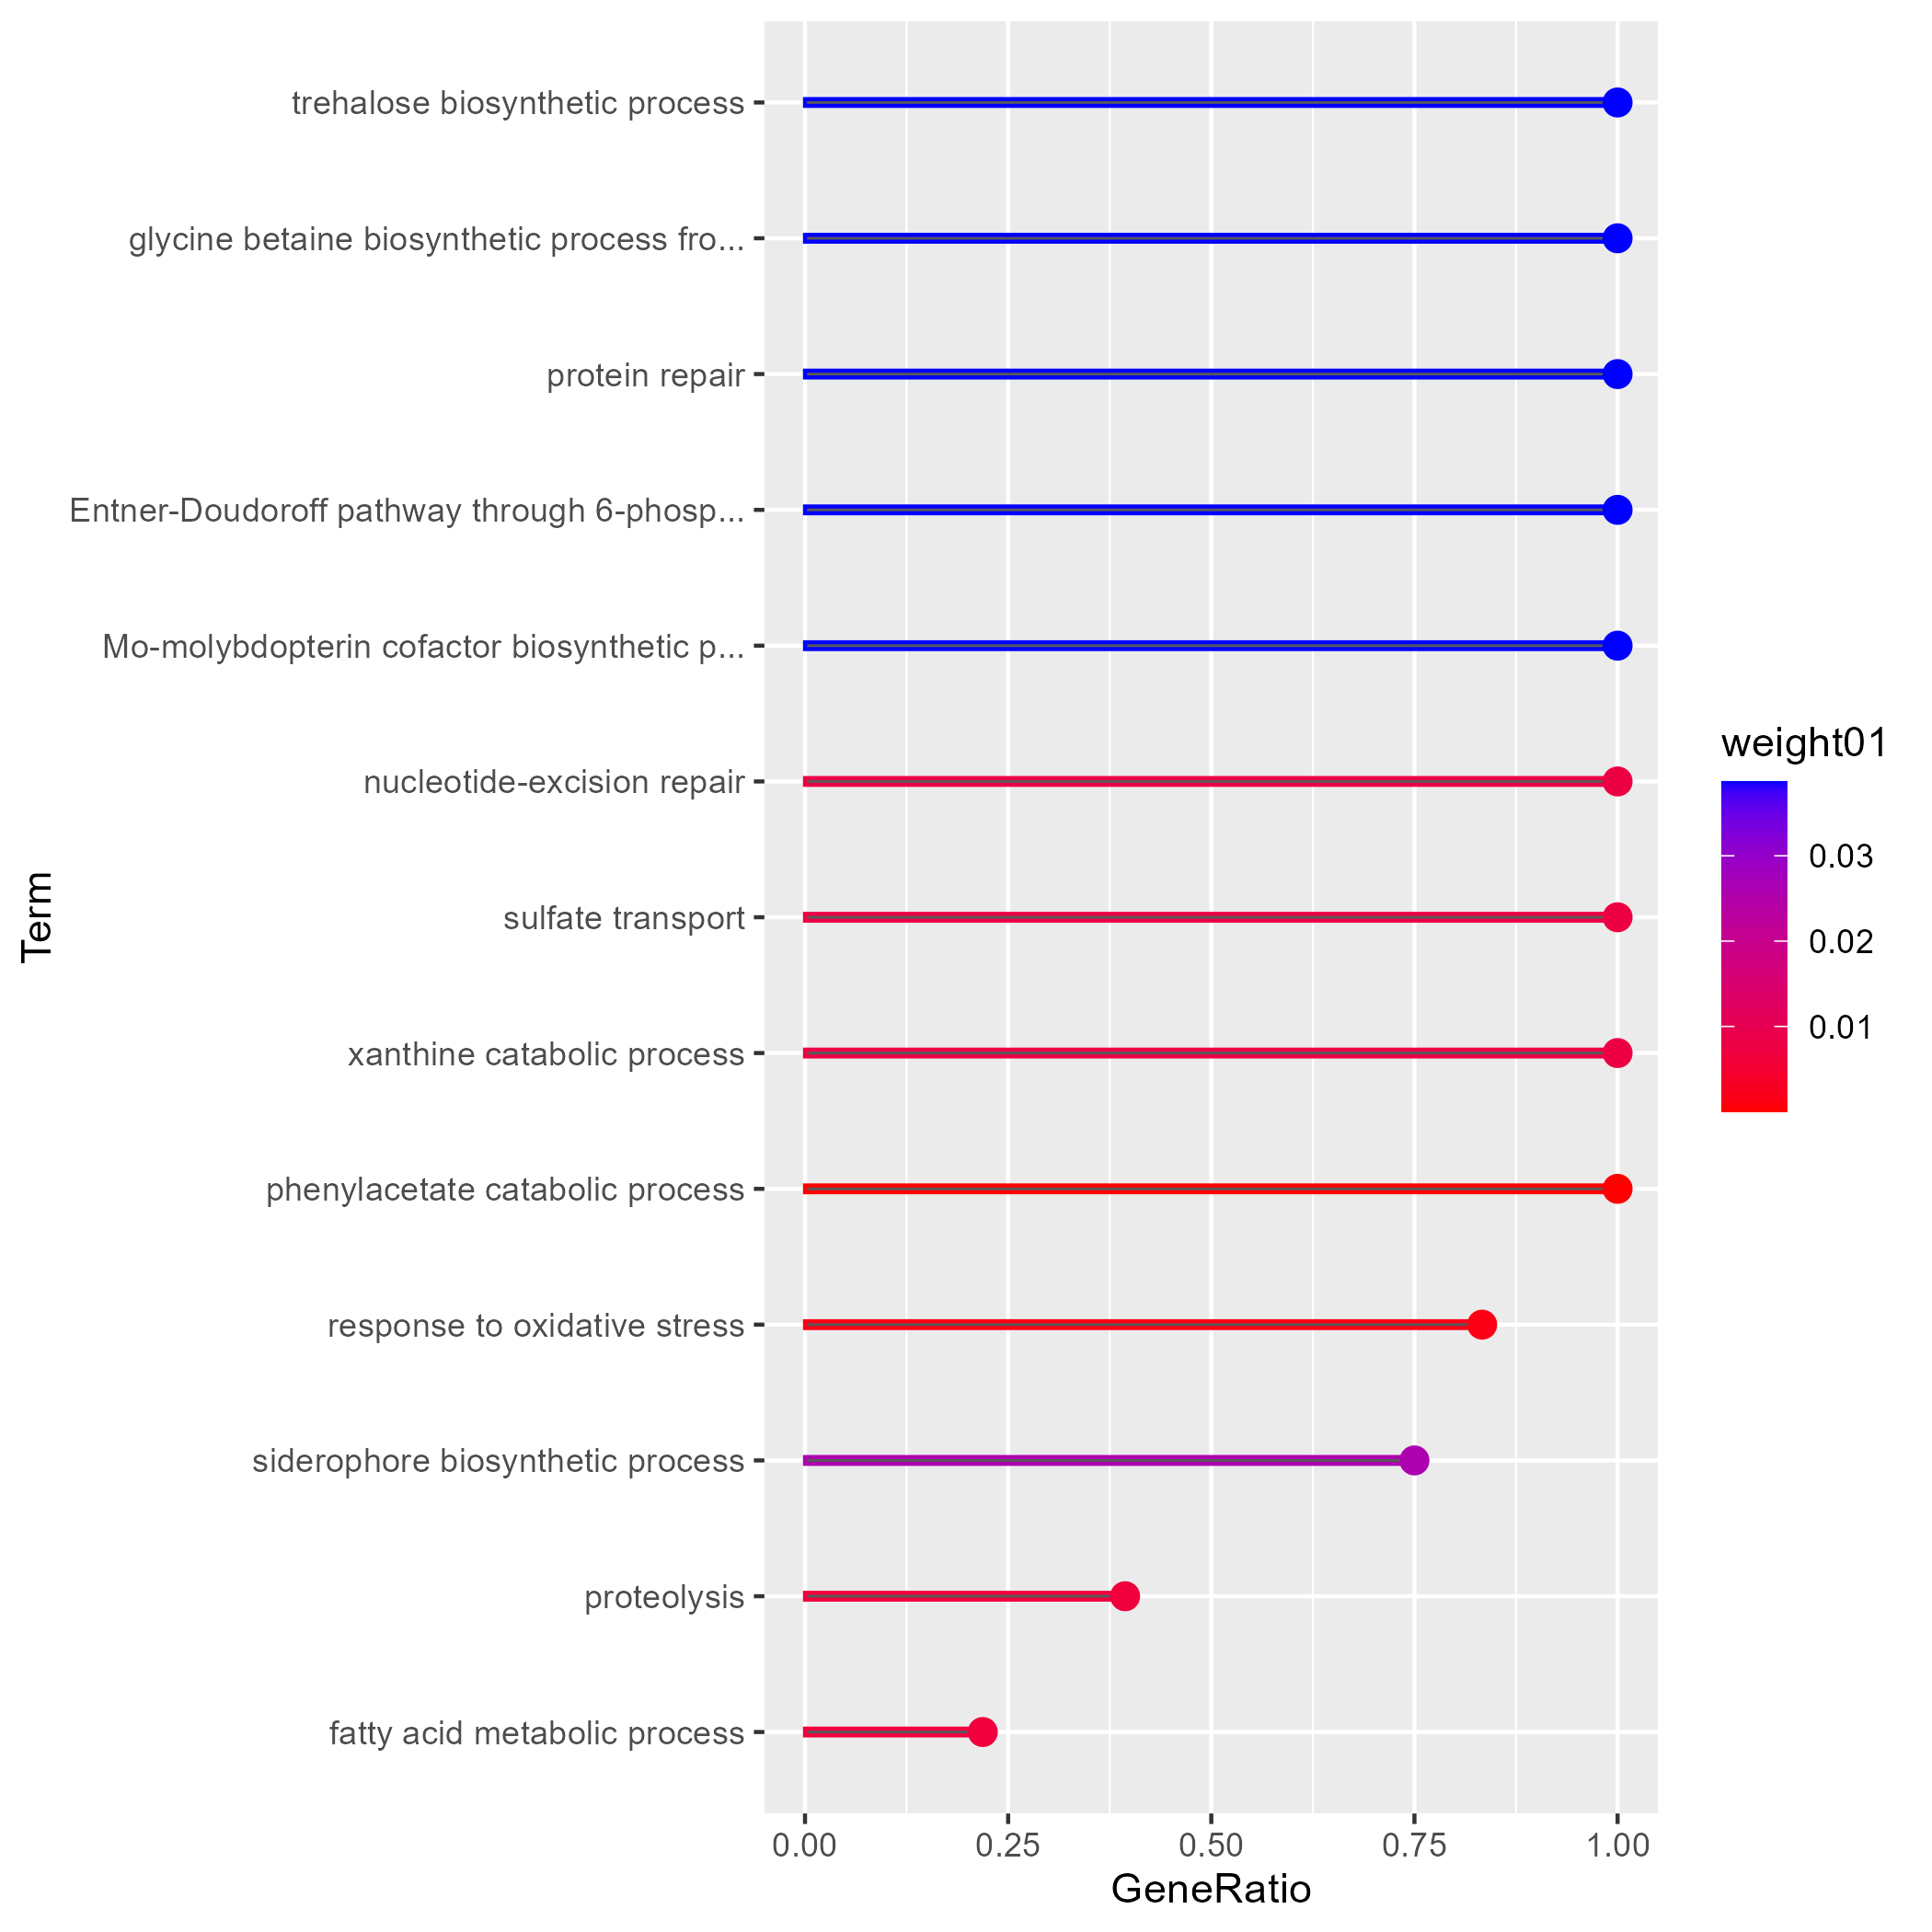 trehalose biosynthetic process
glycine betaine biosynthetic process fro...
protein repair
Entner-Doudoroff pathway through 6-phosp...
Mo-molybdopterin cofactor biosynthetic p...
nucleotide-excision repair
sulfate transport
xanthine catabolic process
phenylacetate catabolic process
response to oxidative stress
siderophore biosynthetic process
proteolysis
fatty acid metabolic process
Term
0.00 0.25 0.50 0.75 1.00
GeneRatio
weight01
0.03
0.02
0.01